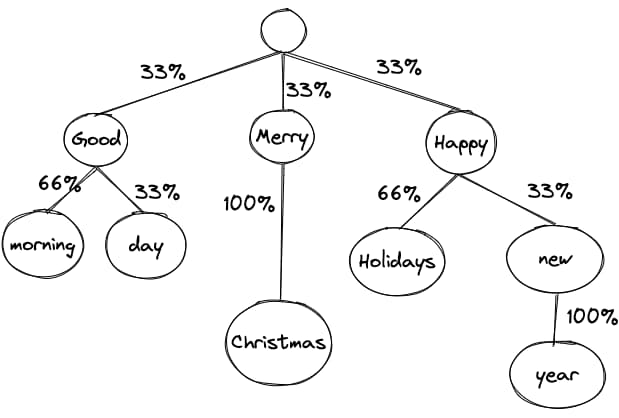 33%
33%
33%
Good
Merry
Happy
66%
33%
100%
66%
33%
morning
day
Holidays
new
100%
Christmas
year